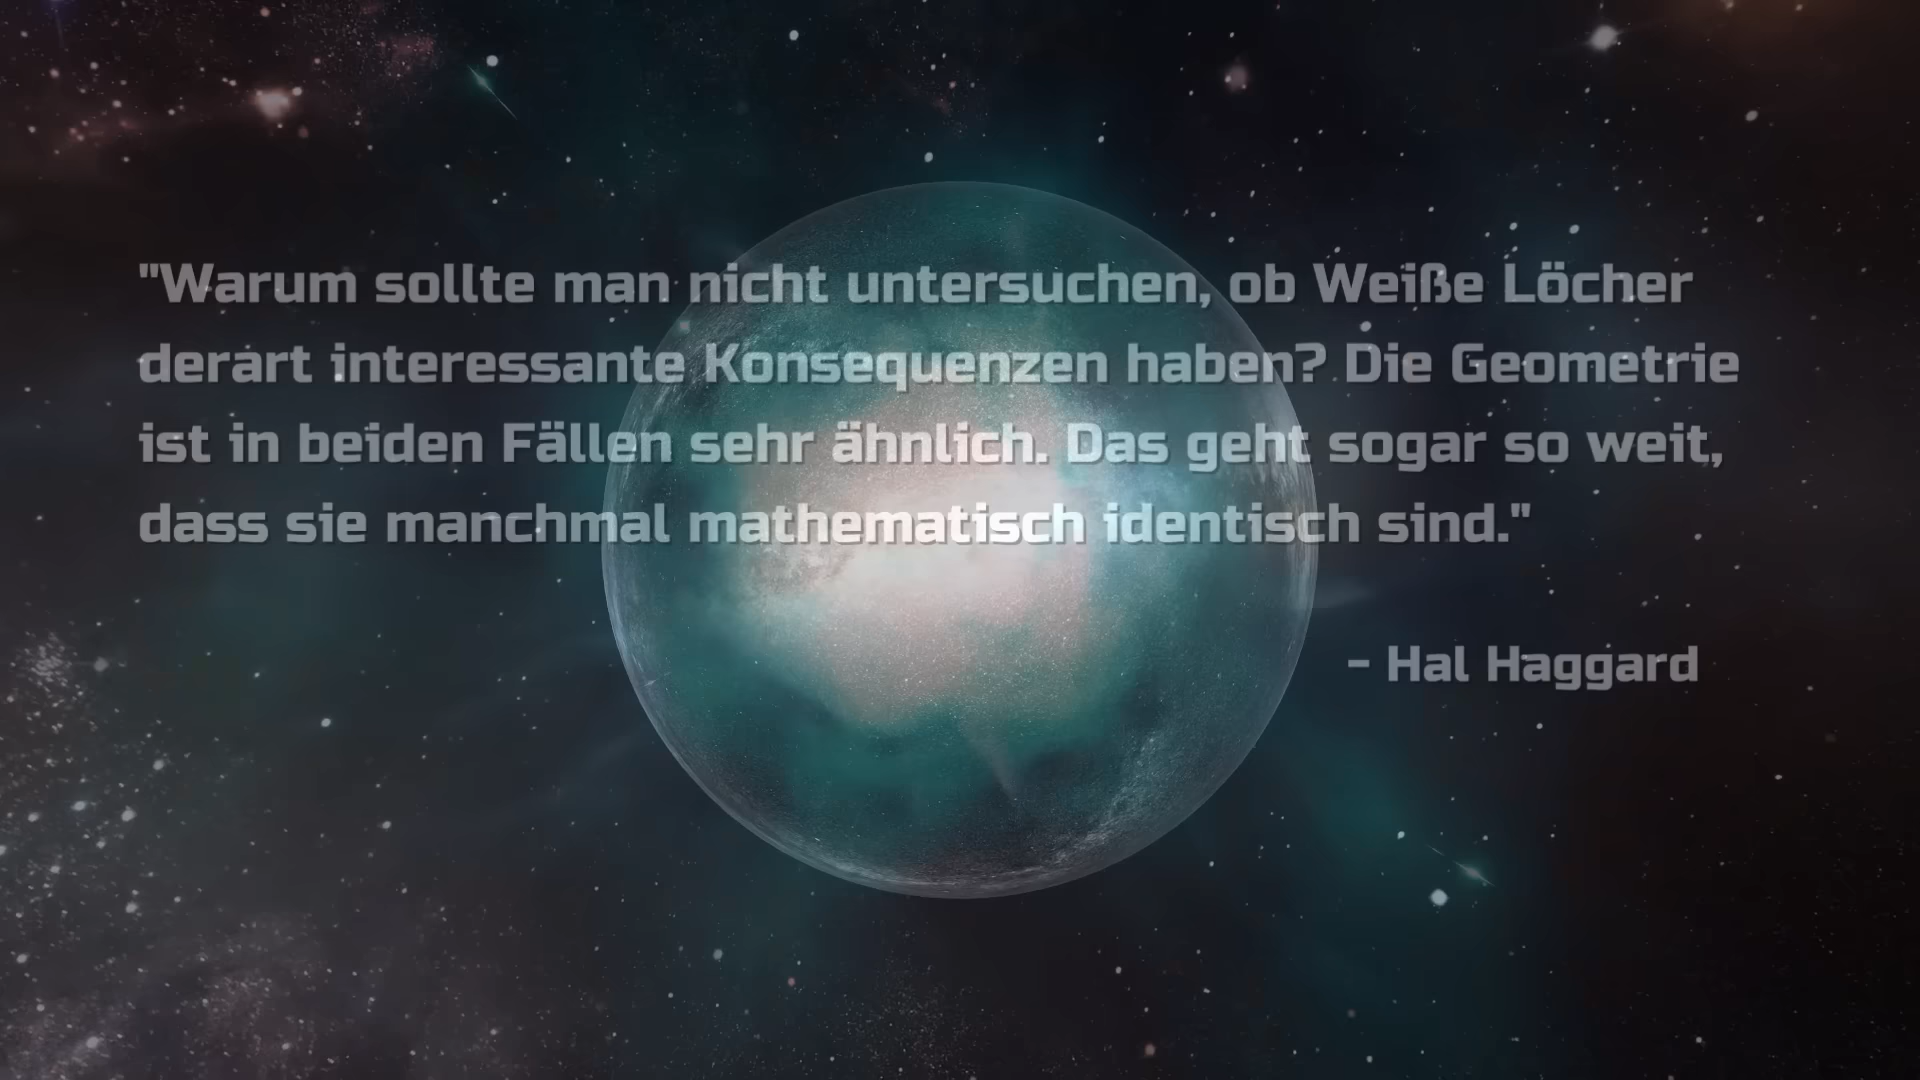 "Warum sollte man nicht untersuchen, ob Weiße Löcher
derart interessante Konsequenzen haben? Die Geometrie
ist in beiden Fällen sehr ähnlich. Das geht sogar so weit,
dass sie manchmal mathematisch identisch sind."
- Hal Haggard